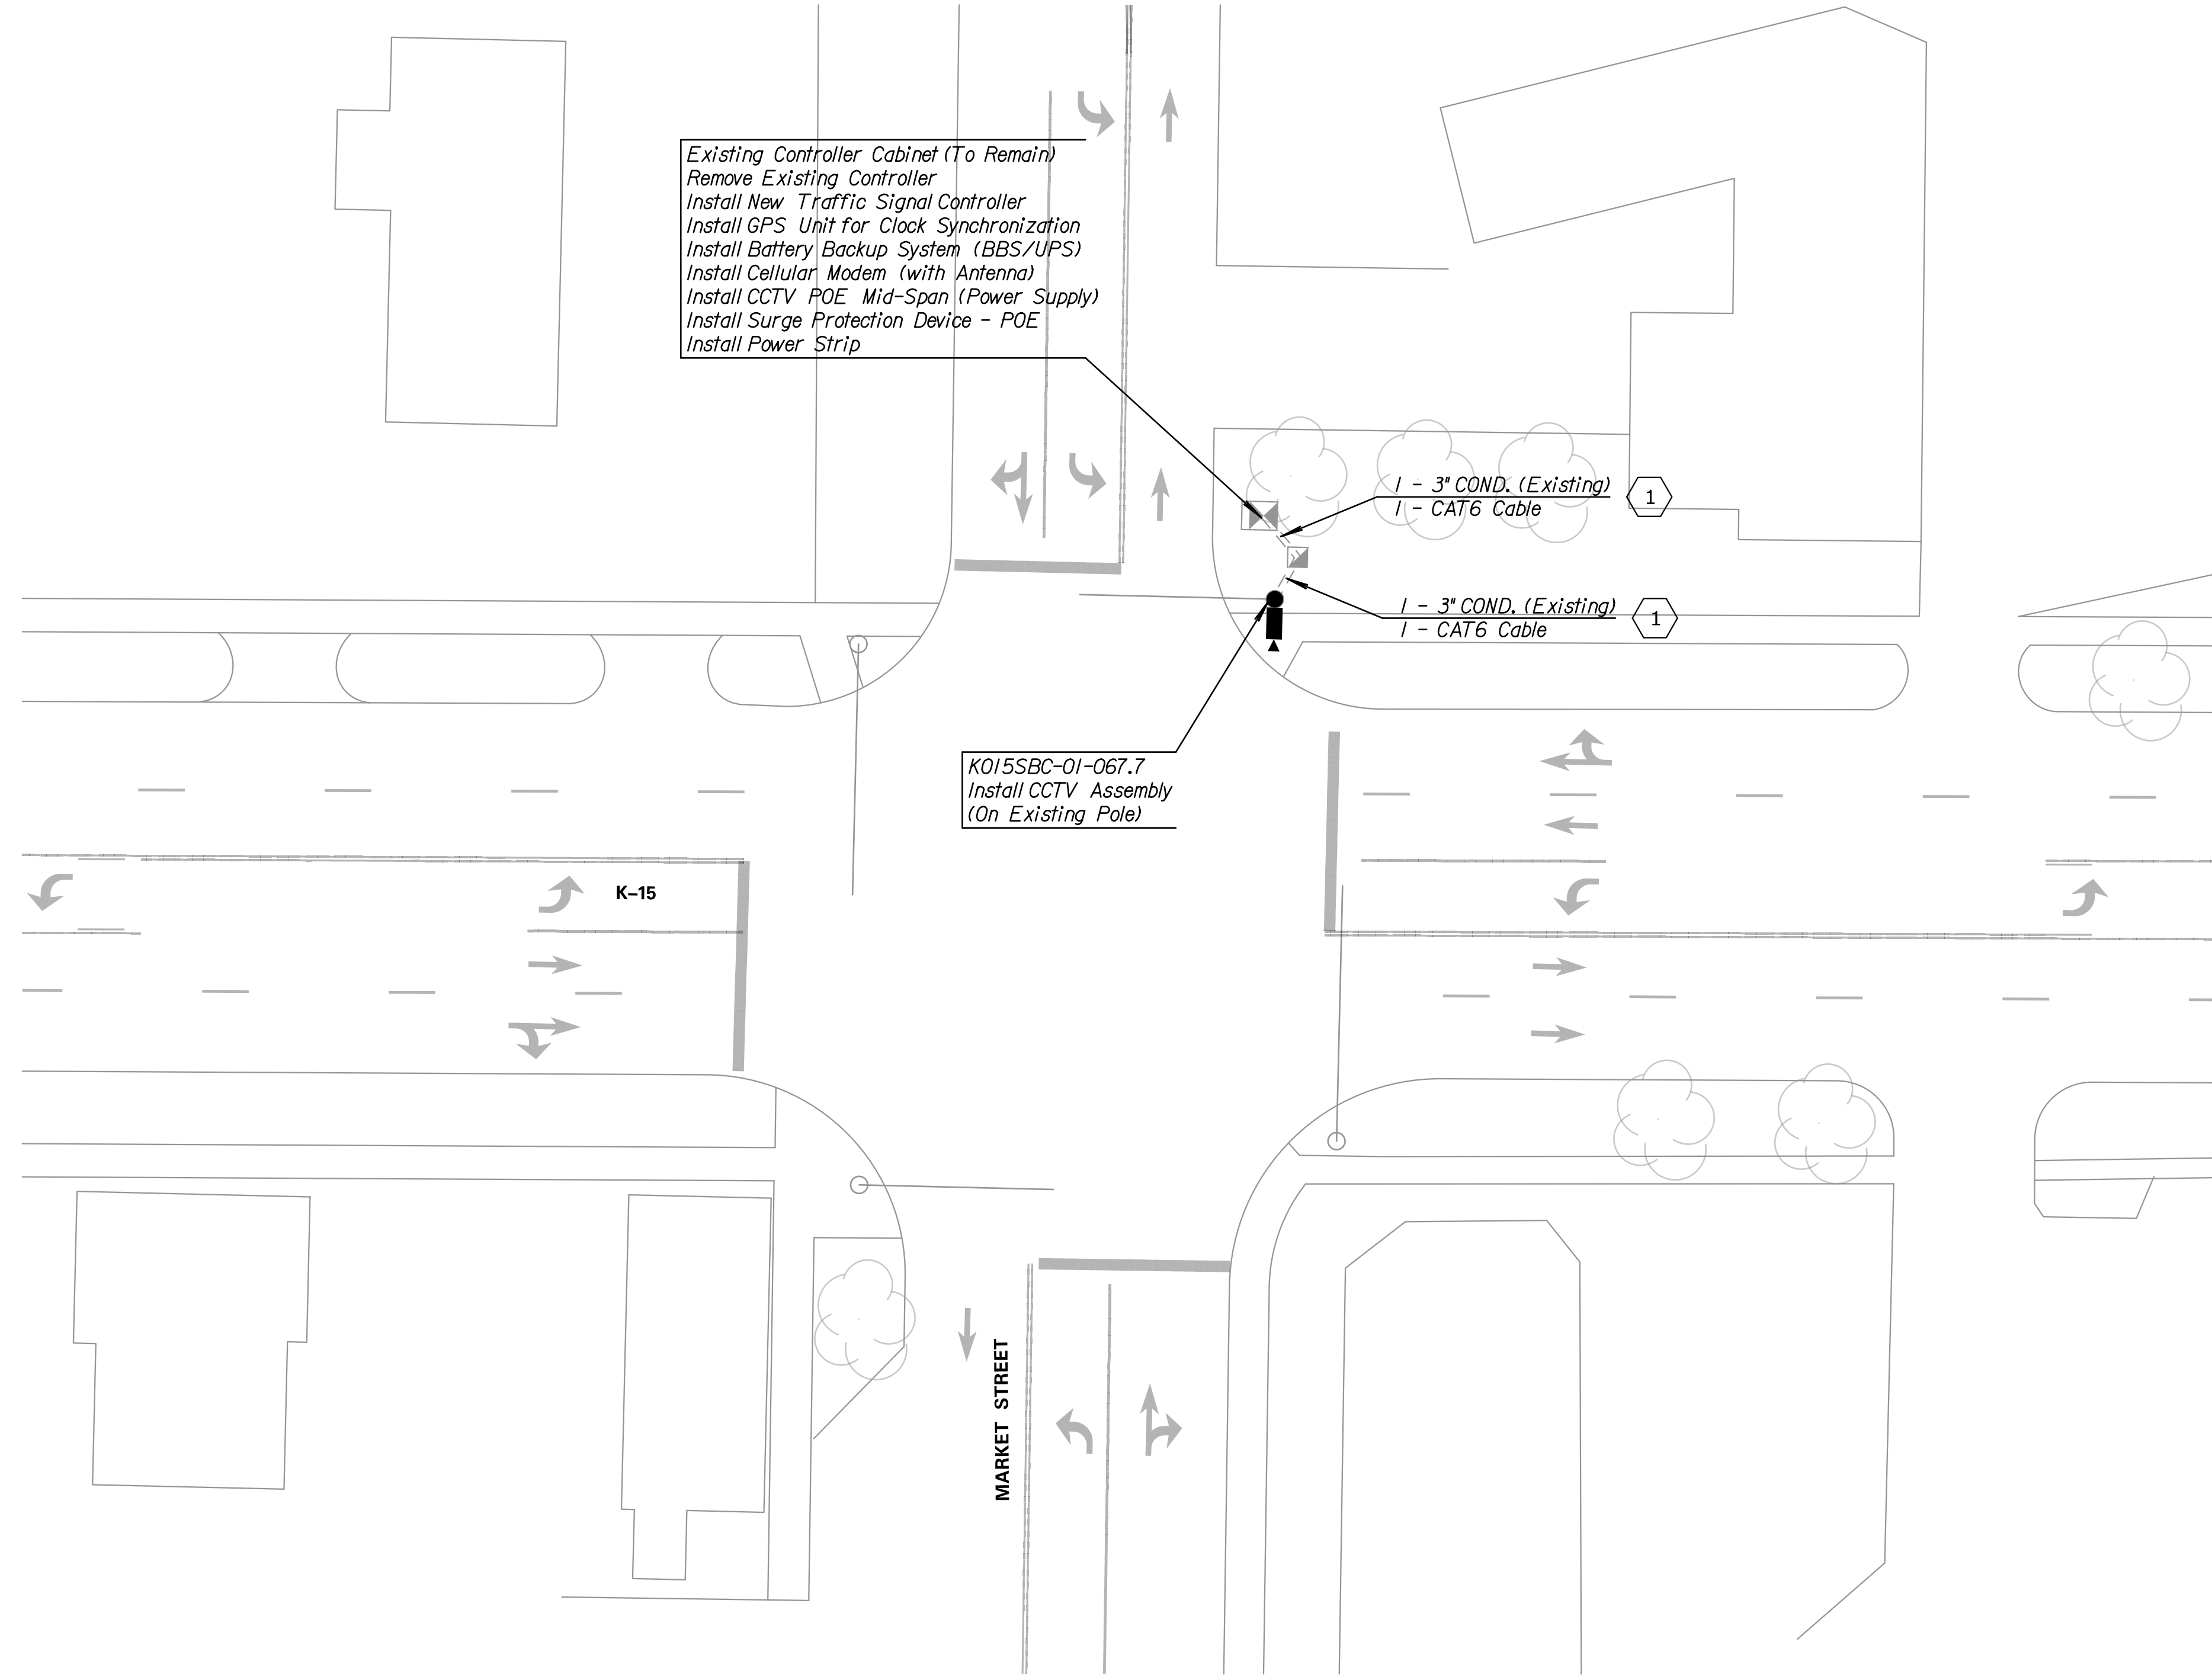 Existing Controller Cabinet (To Remain)
Remove Existing Controller
Install New Traffic Signal Controller
Install GPS Unit for Clock Synchronization
Install Battery Backup System (BBS/UPS)
Install Cellular Modem (with Antenna)
Install CCTV POE Mid-Span (Power Supply)
Install Surge Protection Device - POE
Install Power Strip
1 - 3" COND. (Existing)
1 - CAT6 Cable
1
1 - 3" COND. (Existing)
1 - CAT6 Cable
1
K015SBC-01-067.7
Install CCTV Assembly
(On Existing Pole)
K-15
MARKET STREET